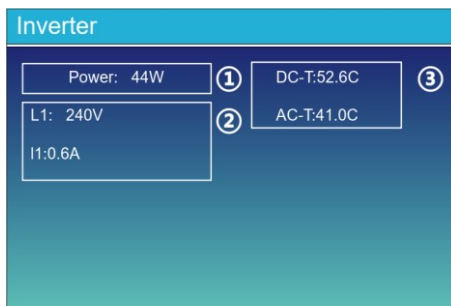 Inverter
Power: 44W
①
DC-T:52.6C
③
L1: 240V
②
AC-T:41.0C
I1:0.6A